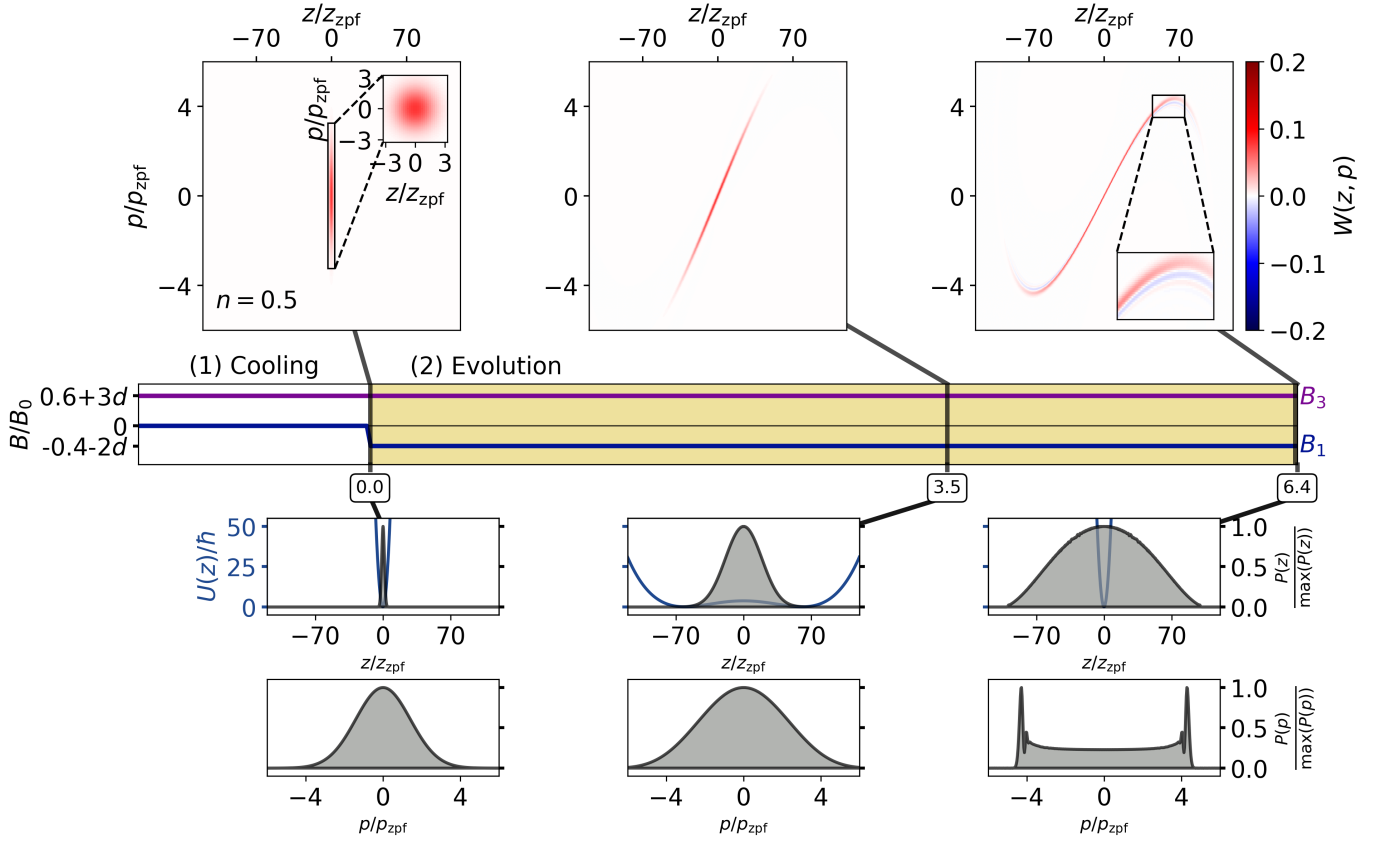 z/z_zpf z/z_zpf z/z_zpf
−70 0 70 −70 0 70 −70 0 70
p/p_zpf
4
0
−4
p/p_zpf
3
0
−3
−3 0 3
z/z_zpf
n = 0.5
4
0
−4
4
0
−4
0.2
0.1
0.0
−0.1
−0.2
W(z, p)
(1) Cooling (2) Evolution
B/B_0
0.6+3d
0
-0.4-2d
B_3
B_1
0.0 3.5 6.4
U(z)/ħ
50
25
0
1.0
0.5
0.0
P(z)
max(P(z))
−70 0 70 −70 0 70 −70 0 70
z/z_zpf z/z_zpf z/z_zpf
1.0
0.5
0.0
P(p)
max(P(p))
−4 0 4 −4 0 4 −4 0 4
p/p_zpf p/p_zpf p/p_zpf